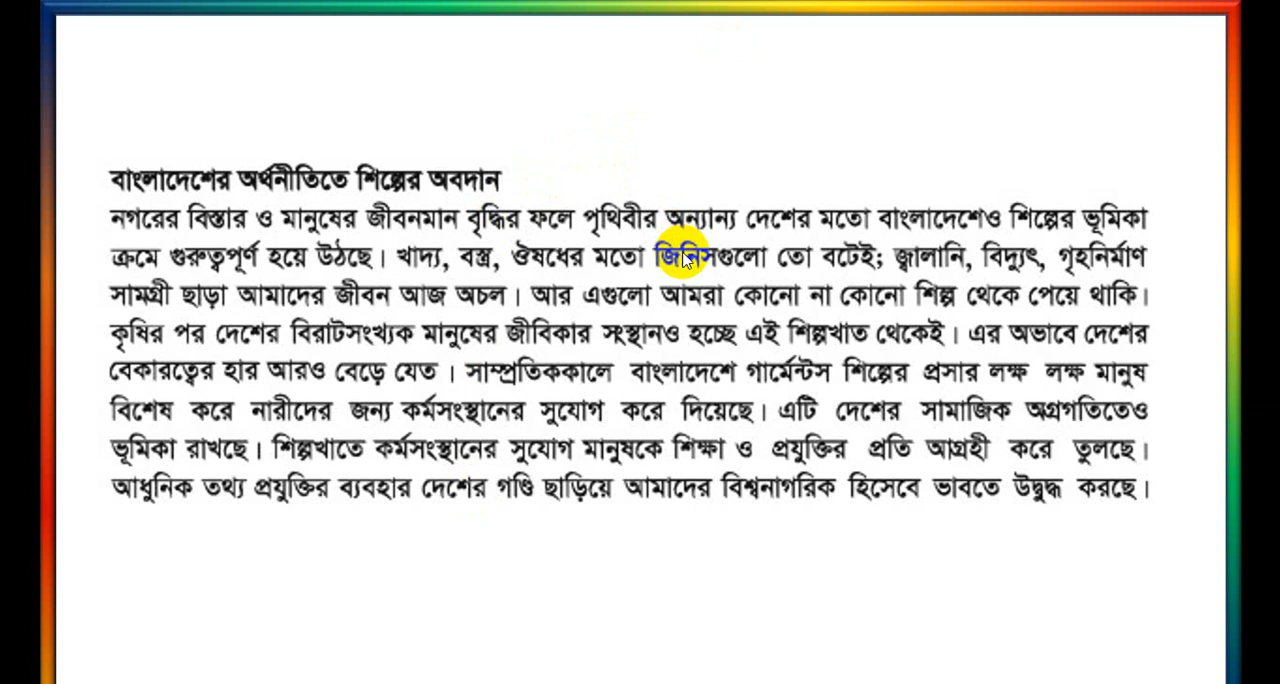 বাংলাদেশের অর্থনীতিতে শিল্পের অবদান
নগরের বিস্তার ও মানুষের জীবনমান বৃদ্ধির ফলে পৃথিবীর অন্যান্য দেশের মতো বাংলাদেশেও শিল্পের ভূমিকা
ক্রমে গুরুত্বপূর্ণ হয়ে উঠছে। খাদ্য, বস্ত্র, ঔষধের মতো জিনিসগুলো তো বটেই; জ্বালানি, বিদ্যুৎ, গৃহনির্মাণ
সামগ্রী ছাড়া আমাদের জীবন আজ অচল। আর এগুলো আমরা কোনো না কোনো শিল্প থেকে পেয়ে থাকি।
কৃষির পর দেশের বিরাটসংখ্যক মানুষের জীবিকার সংস্থানও হচ্ছে এই শিল্পখাত থেকেই। এর অভাবে দেশের
বেকারত্বের হার আরও বেড়ে যেত। সাম্প্রতিককালে বাংলাদেশে গার্মেন্টস শিল্পের প্রসার লক্ষ লক্ষ মানুষ
বিশেষ করে নারীদের জন্য কর্মসংস্থানের সুযোগ করে দিয়েছে। এটি দেশের সামাজিক অগ্রগতিতেও
ভূমিকা রাখছে। শিল্পখাতে কর্মসংস্থানের সুযোগ মানুষকে শিক্ষা ও প্রযুক্তির প্রতি আগ্রহী করে তুলছে।
আধুনিক তথ্য প্রযুক্তির ব্যবহার দেশের গণ্ডি ছাড়িয়ে আমাদের বিশ্বনাগরিক হিসেবে ভাবতে উদ্বুদ্ধ করছে।